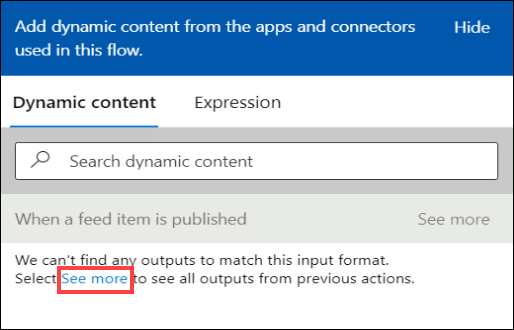 Add dynamic content from the apps and connectors Hide
used in this flow.
Dynamic content Expression
Search dynamic content
When a feed item is published See more
We can't find any outputs to match this input format.
Select See more to see all outputs from previous actions.